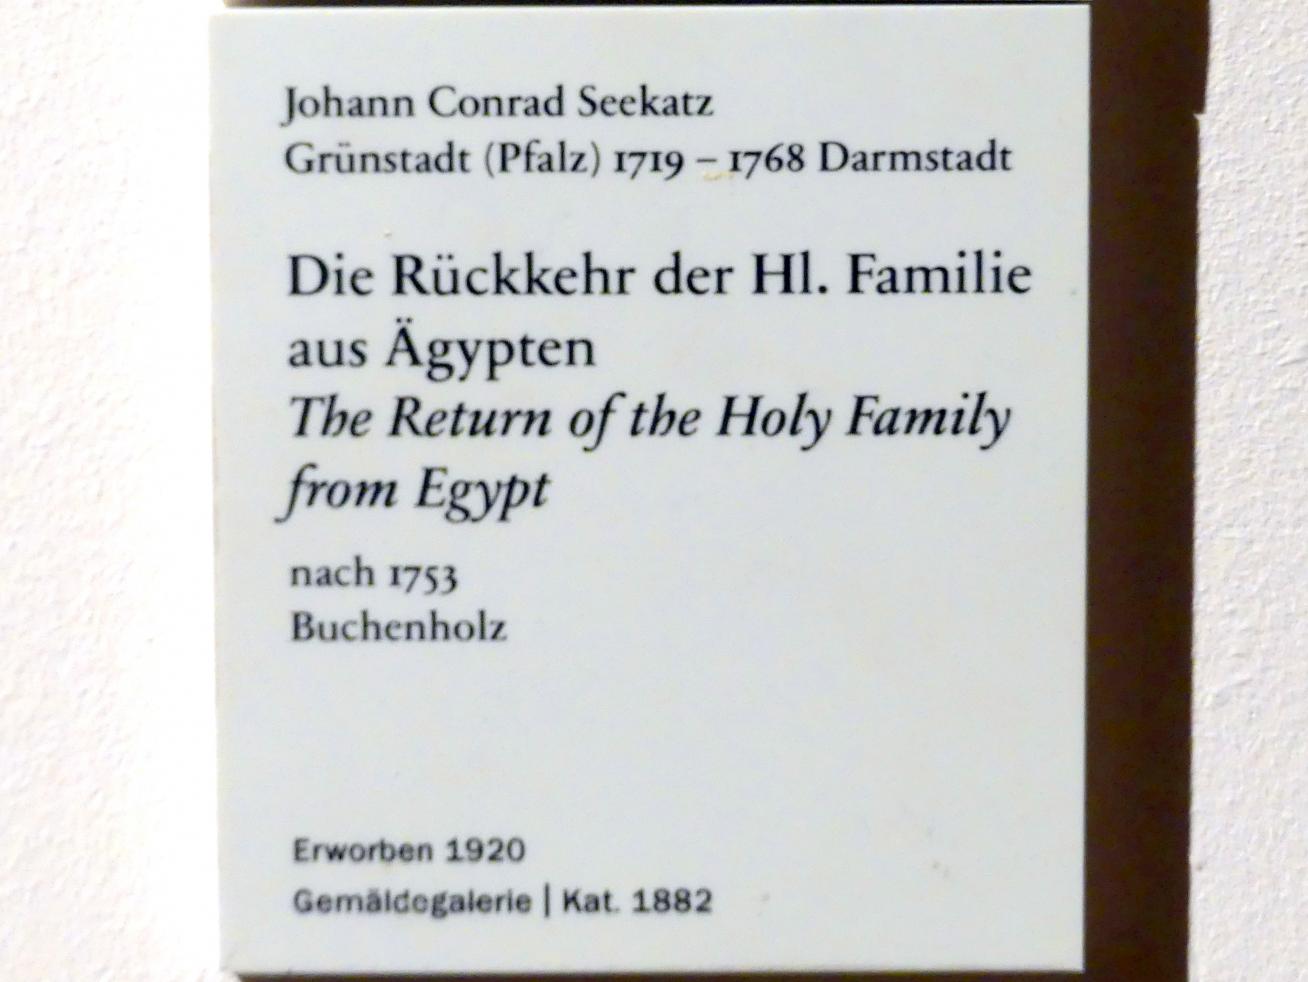 Johann Conrad Seekatz
Grünstadt (Pfalz) 1719 – 1768 Darmstadt
Die Rückkehr der Hl. Familie
aus Ägypten
The Return of the Holy Family
from Egypt
nach 1753
Buchenholz
Erworben 1920
Gemäldegalerie | Kat. 1882